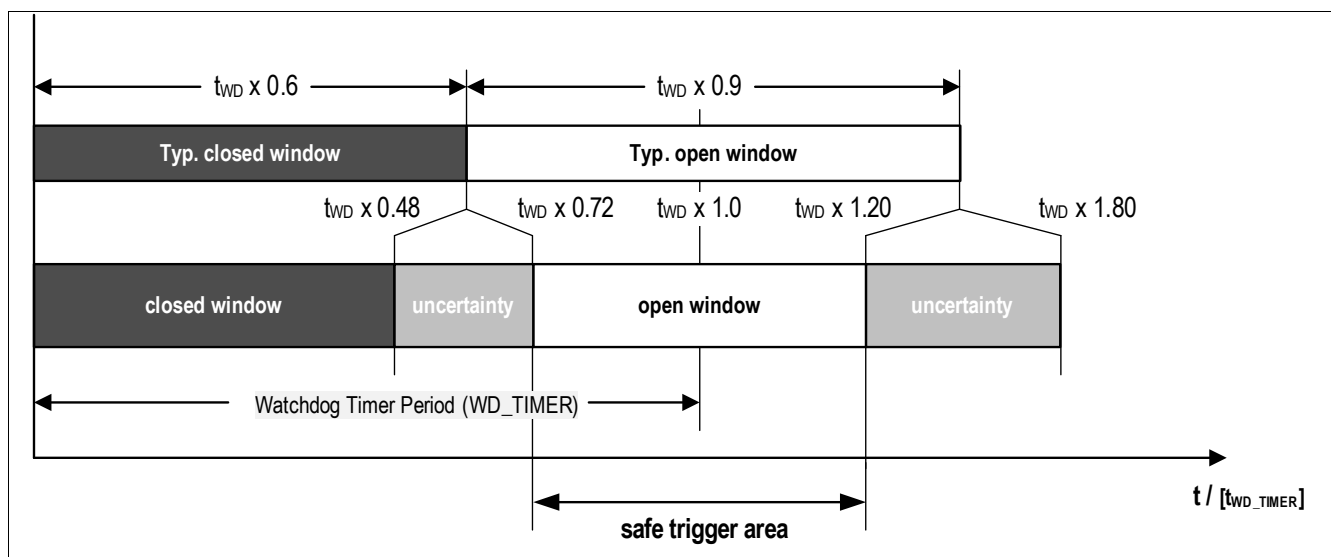 tWD x 0.6 tWD x 0.9
Typ. closed window Typ. open window
tWD x 0.48 tWD x 0.72 tWD x 1.0 tWD x 1.20 tWD x 1.80
closed window uncertainty open window uncertainty
Watchdog Timer Period (WD_TIMER)
t / [tWD_TIMER]
safe trigger area